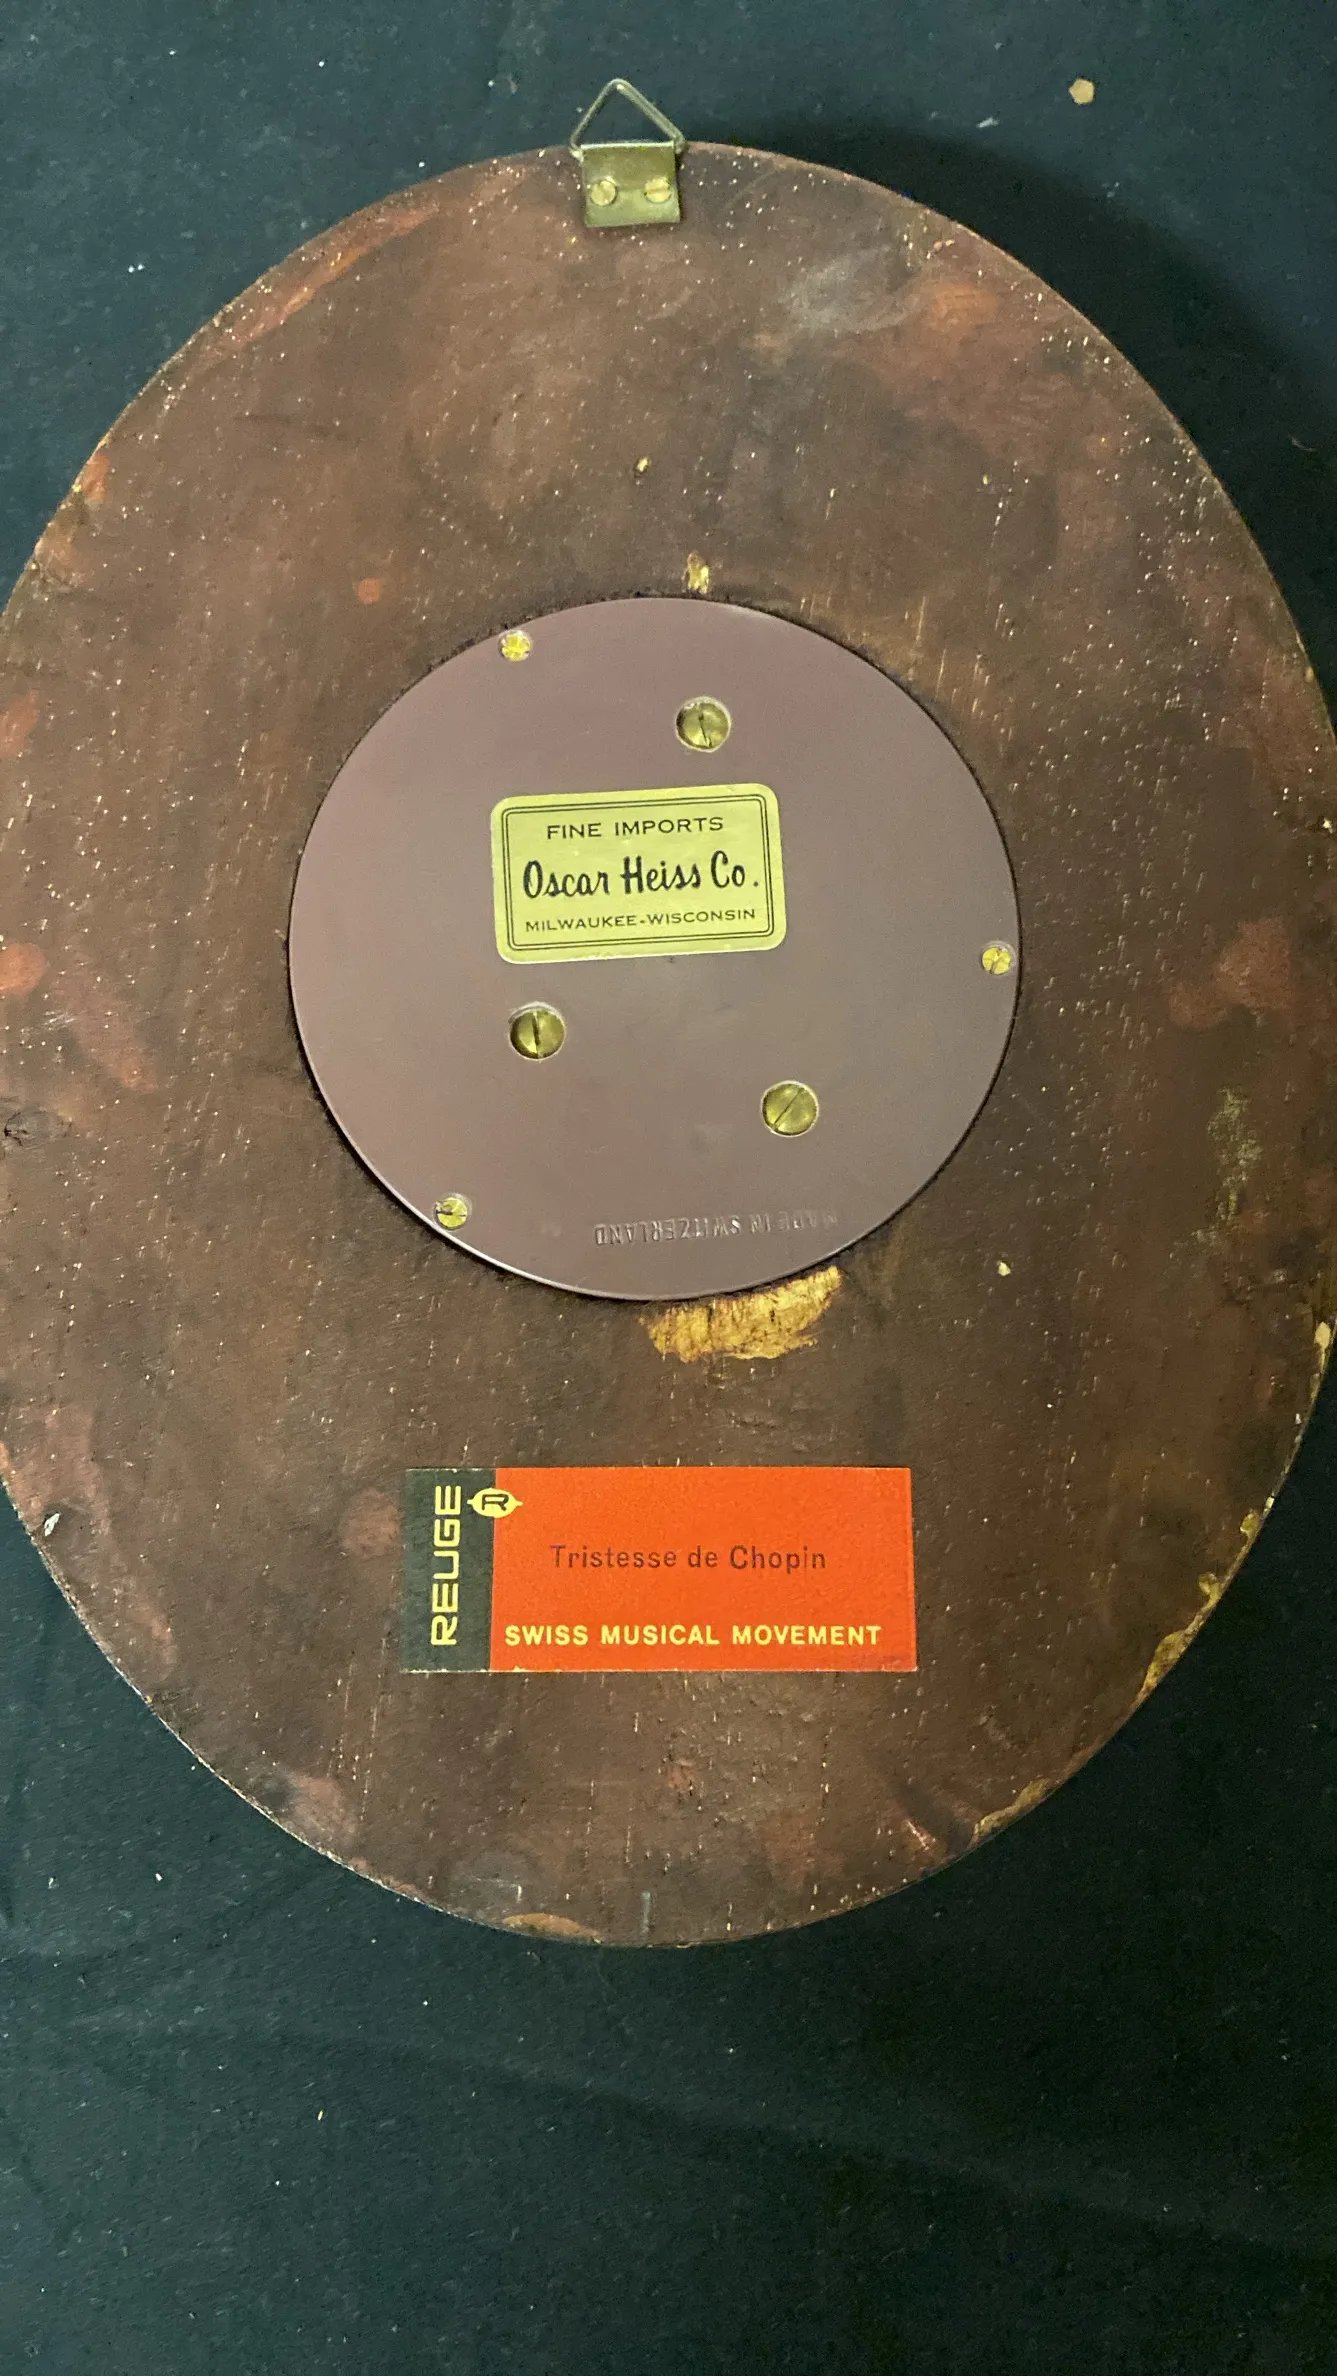 FINE IMPORTS
Oscar Heiss Co.
MILWAUKEE-WISCONSIN
MADE IN SWITZERLAND
REUGE
R
Tristesse de Chopin
SWISS MUSICAL MOVEMENT